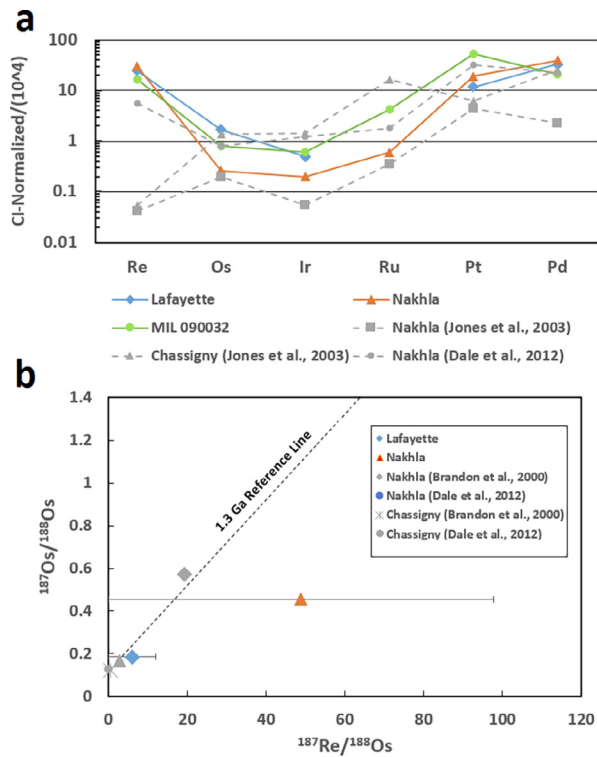 a
CI-Normalized/(10^4)
100
10
1
0.1
0.01
Re Os Ir Ru Pt Pd
Lafayette Nakhla
MIL 090032 Nakhla (Jones et al., 2003)
Chassigny (Jones et al., 2003) Nakhla (Dale et al., 2012)
b
187Os/188Os
1.4
1.2
1
0.8
0.6
0.4
0.2
0
1.3 Ga Reference Line
Lafayette
Nakhla
Nakhla (Brandon et al., 2000)
Nakhla (Dale et al., 2012)
Chassigny (Brandon et al., 2000)
Chassigny (Dale et al., 2012)
0 20 40 60 80 100 120
187Re/188Os